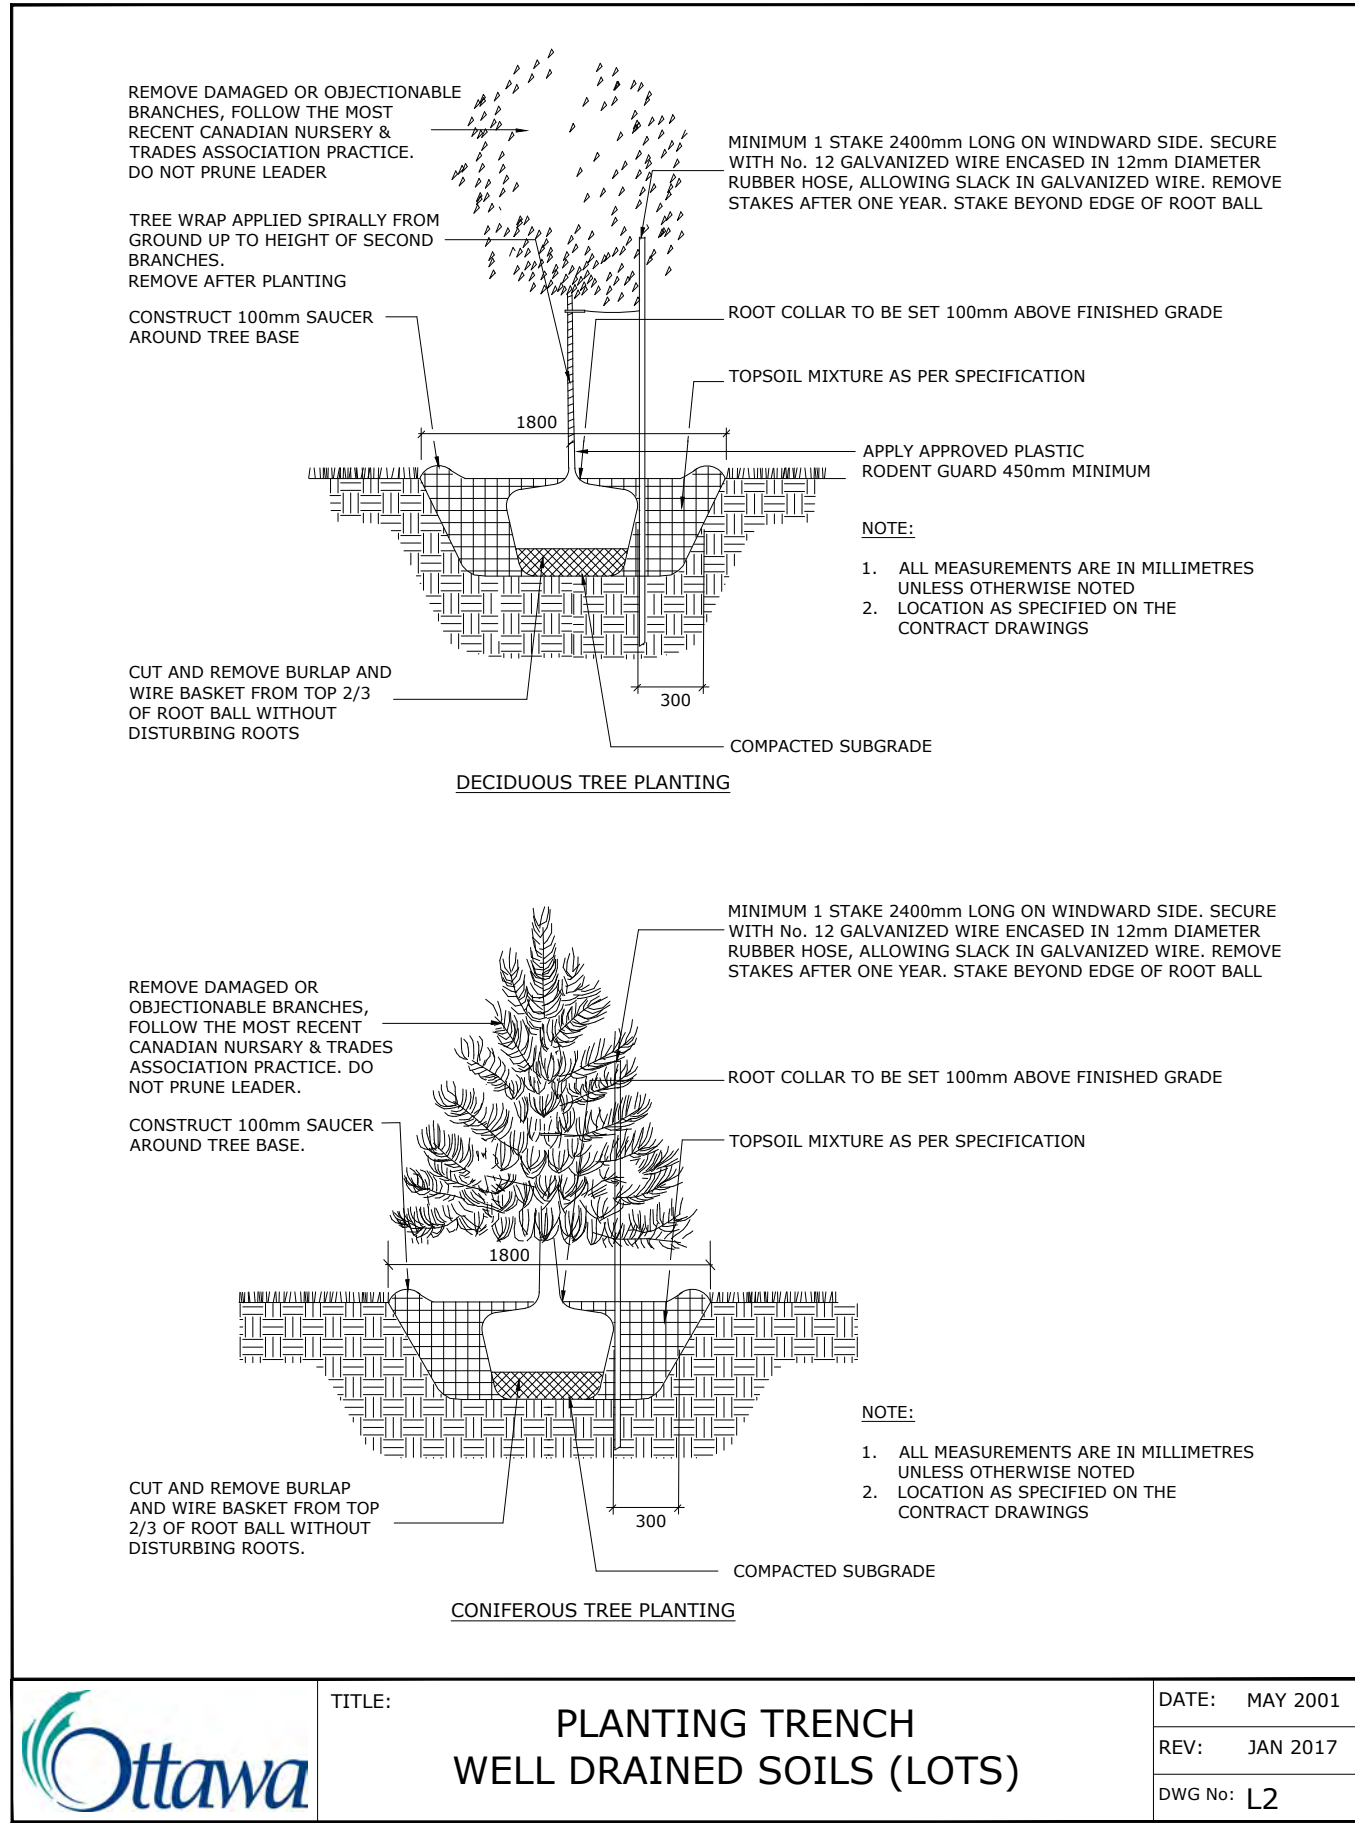 REMOVE DAMAGED OR OBJECTIONABLE
BRANCHES, FOLLOW THE MOST
RECENT CANADIAN NURSERY &
TRADES ASSOCIATION PRACTICE.
DO NOT PRUNE LEADER
MINIMUM 1 STAKE 2400mm LONG ON WINDWARD SIDE. SECURE
WITH No. 12 GALVANIZED WIRE ENCASED IN 12mm DIAMETER
RUBBER HOSE, ALLOWING SLACK IN GALVANIZED WIRE. REMOVE
STAKES AFTER ONE YEAR. STAKE BEYOND EDGE OF ROOT BALL
TREE WRAP APPLIED SPIRALLY FROM
GROUND UP TO HEIGHT OF SECOND
BRANCHES.
REMOVE AFTER PLANTING
CONSTRUCT 100mm SAUCER
AROUND TREE BASE
ROOT COLLAR TO BE SET 100mm ABOVE FINISHED GRADE
TOPSOIL MIXTURE AS PER SPECIFICATION
1800
APPLY APPROVED PLASTIC
RODENT GUARD 450mm MINIMUM
NOTE:
1. ALL MEASUREMENTS ARE IN MILLIMETRES
UNLESS OTHERWISE NOTED
2. LOCATION AS SPECIFIED ON THE
CONTRACT DRAWINGS
CUT AND REMOVE BURLAP AND
WIRE BASKET FROM TOP 2/3
OF ROOT BALL WITHOUT
DISTURBING ROOTS
300
COMPACTED SUBGRADE
DECIDUOUS TREE PLANTING
MINIMUM 1 STAKE 2400mm LONG ON WINDWARD SIDE. SECURE
WITH No. 12 GALVANIZED WIRE ENCASED IN 12mm DIAMETER
RUBBER HOSE, ALLOWING SLACK IN GALVANIZED WIRE. REMOVE
STAKES AFTER ONE YEAR. STAKE BEYOND EDGE OF ROOT BALL
REMOVE DAMAGED OR
OBJECTIONABLE BRANCHES,
FOLLOW THE MOST RECENT
CANADIAN NURSARY & TRADES
ASSOCIATION PRACTICE. DO
NOT PRUNE LEADER.
ROOT COLLAR TO BE SET 100mm ABOVE FINISHED GRADE
CONSTRUCT 100mm SAUCER
AROUND TREE BASE.
TOPSOIL MIXTURE AS PER SPECIFICATION
1800
NOTE:
1. ALL MEASUREMENTS ARE IN MILLIMETRES
UNLESS OTHERWISE NOTED
2. LOCATION AS SPECIFIED ON THE
CONTRACT DRAWINGS
CUT AND REMOVE BURLAP
AND WIRE BASKET FROM TOP
2/3 OF ROOT BALL WITHOUT
DISTURBING ROOTS.
300
COMPACTED SUBGRADE
CONIFEROUS TREE PLANTING
Ottawa
TITLE:
PLANTING TRENCH
WELL DRAINED SOILS (LOTS)
DATE: MAY 2001
REV: JAN 2017
DWG No: L2